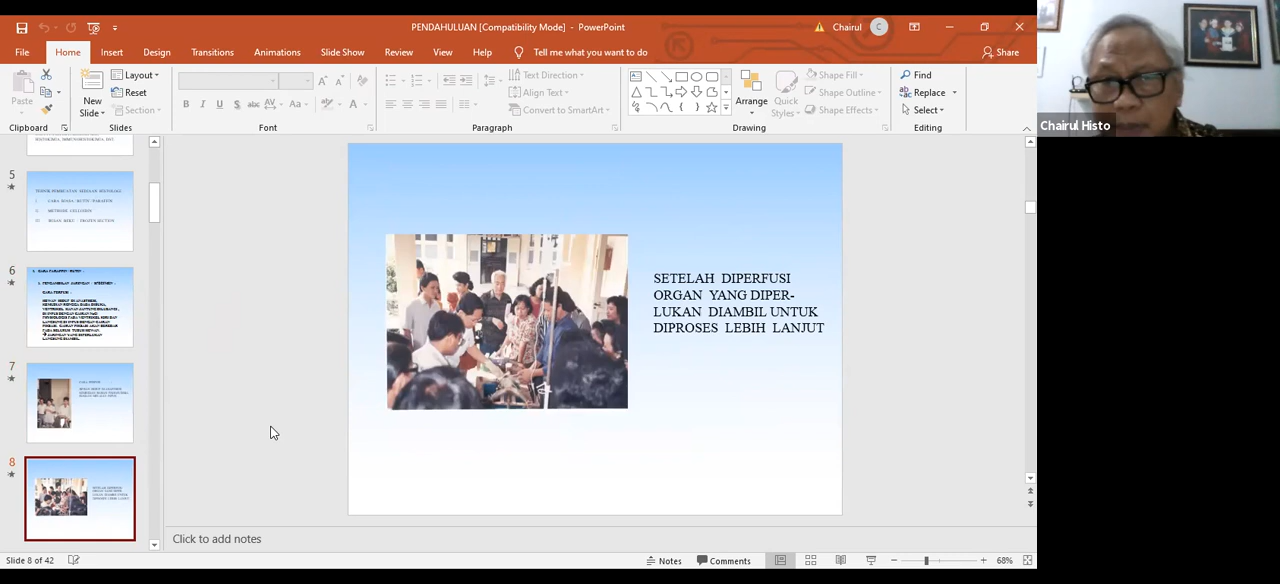 PENDAHULUAN [Compatibility Mode] - PowerPoint
Chairul
C
File Home Insert Design Transitions Animations Slide Show Review View Help Tell me what you want to do Share
Paste
New Slide
Layout
Reset
Section
B I U S abc AV Aa A
Text Direction
Align Text
Convert to SmartArt
Arrange
Quick Styles
Shape Fill
Shape Outline
Shape Effects
Find
Replace
Select
Clipboard Slides Font Paragraph Drawing Editing
Chairul Histo
5
6
7
8
SETELAH DIPERFUSI
ORGAN YANG DIPER-
LUKAN DIAMBIL UNTUK
DIPROSES LEBIH LANJUT
Click to add notes
Slide 8 of 42
Notes
Comments
68%